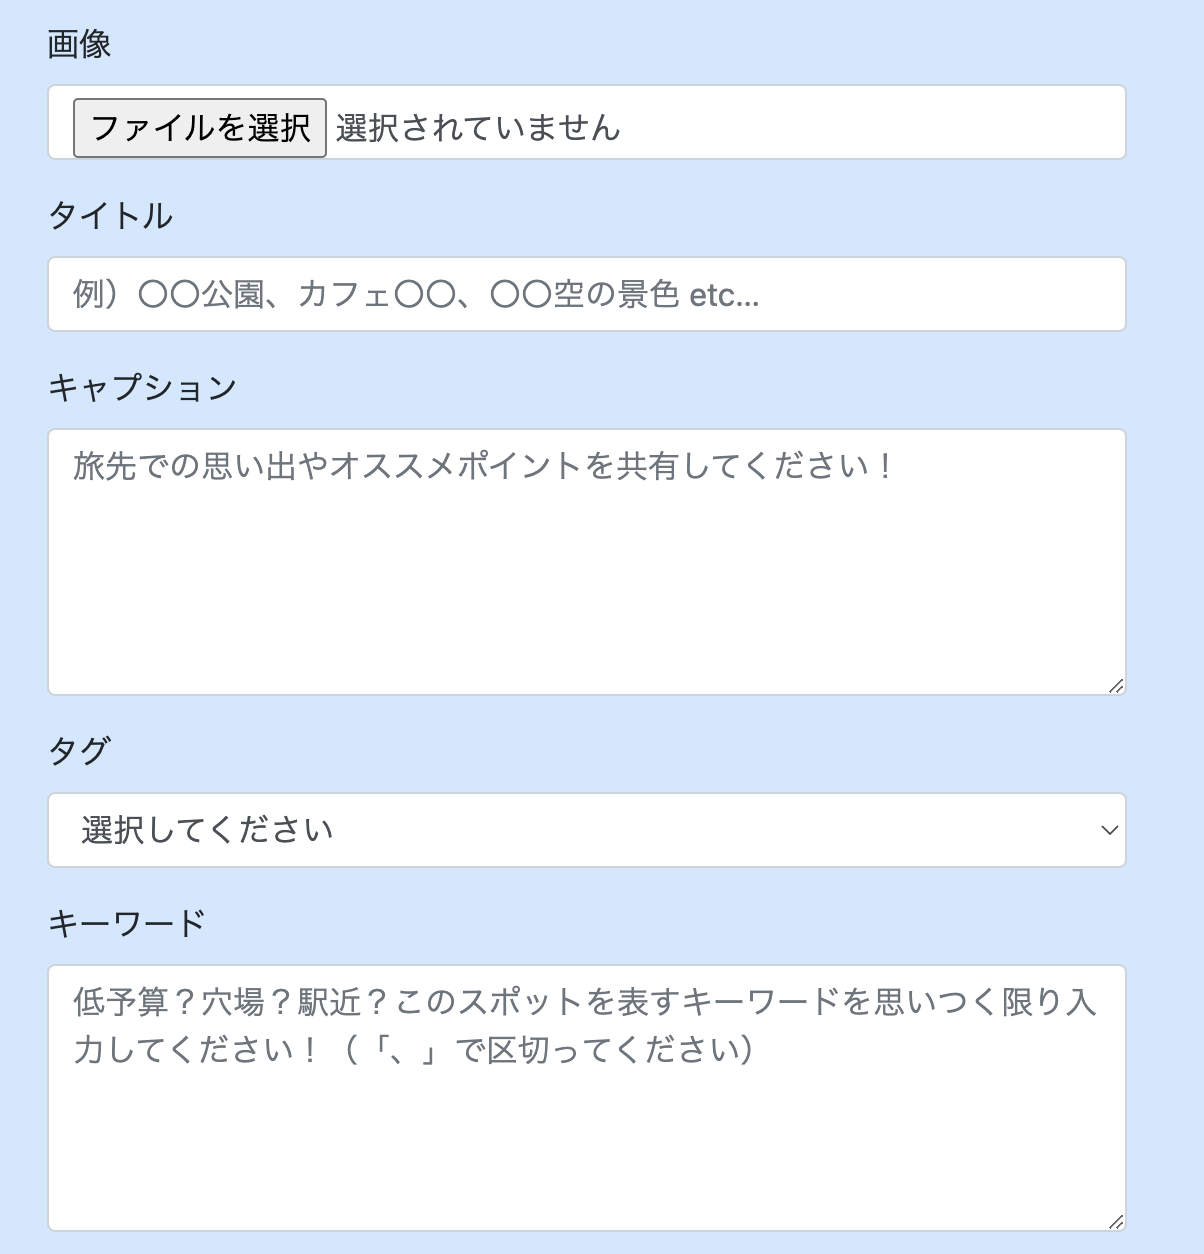 画像
ファイルを選択 選択されていません
タイトル
例）〇〇公園、カフェ〇〇、〇〇空の景色 etc...
キャプション
旅先での思い出やオススメポイントを共有してください！
タグ
選択してください
キーワード
低予算？穴場？駅近？このスポットを表すキーワードを思いつく限り入
力してください！（「、」で区切ってください）